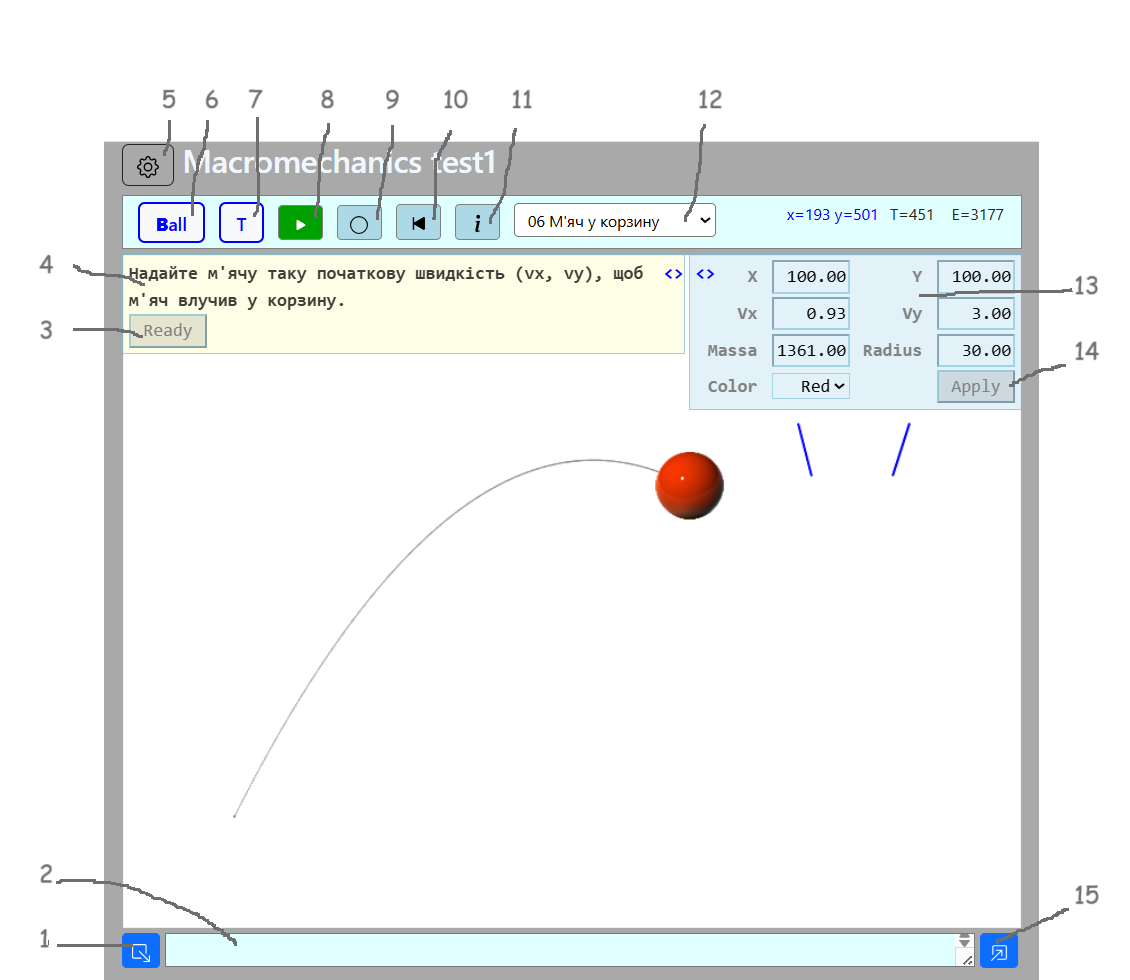 5 6 7 8 9 10 11 12
Macromechanics test1
Ball T i 06 М'яч у корзину x=193 y=501 T=451 E=3177
4
Надайте м'ячу таку початкову швидкість (vx, vy), щоб <>
м'яч влучив у корзину.
3
Ready
<> X 100.00 Y 100.00
13
Vx 0.93 Vy 3.00
Massa 1361.00 Radius 30.00
14
Color Red Apply
2
15
1